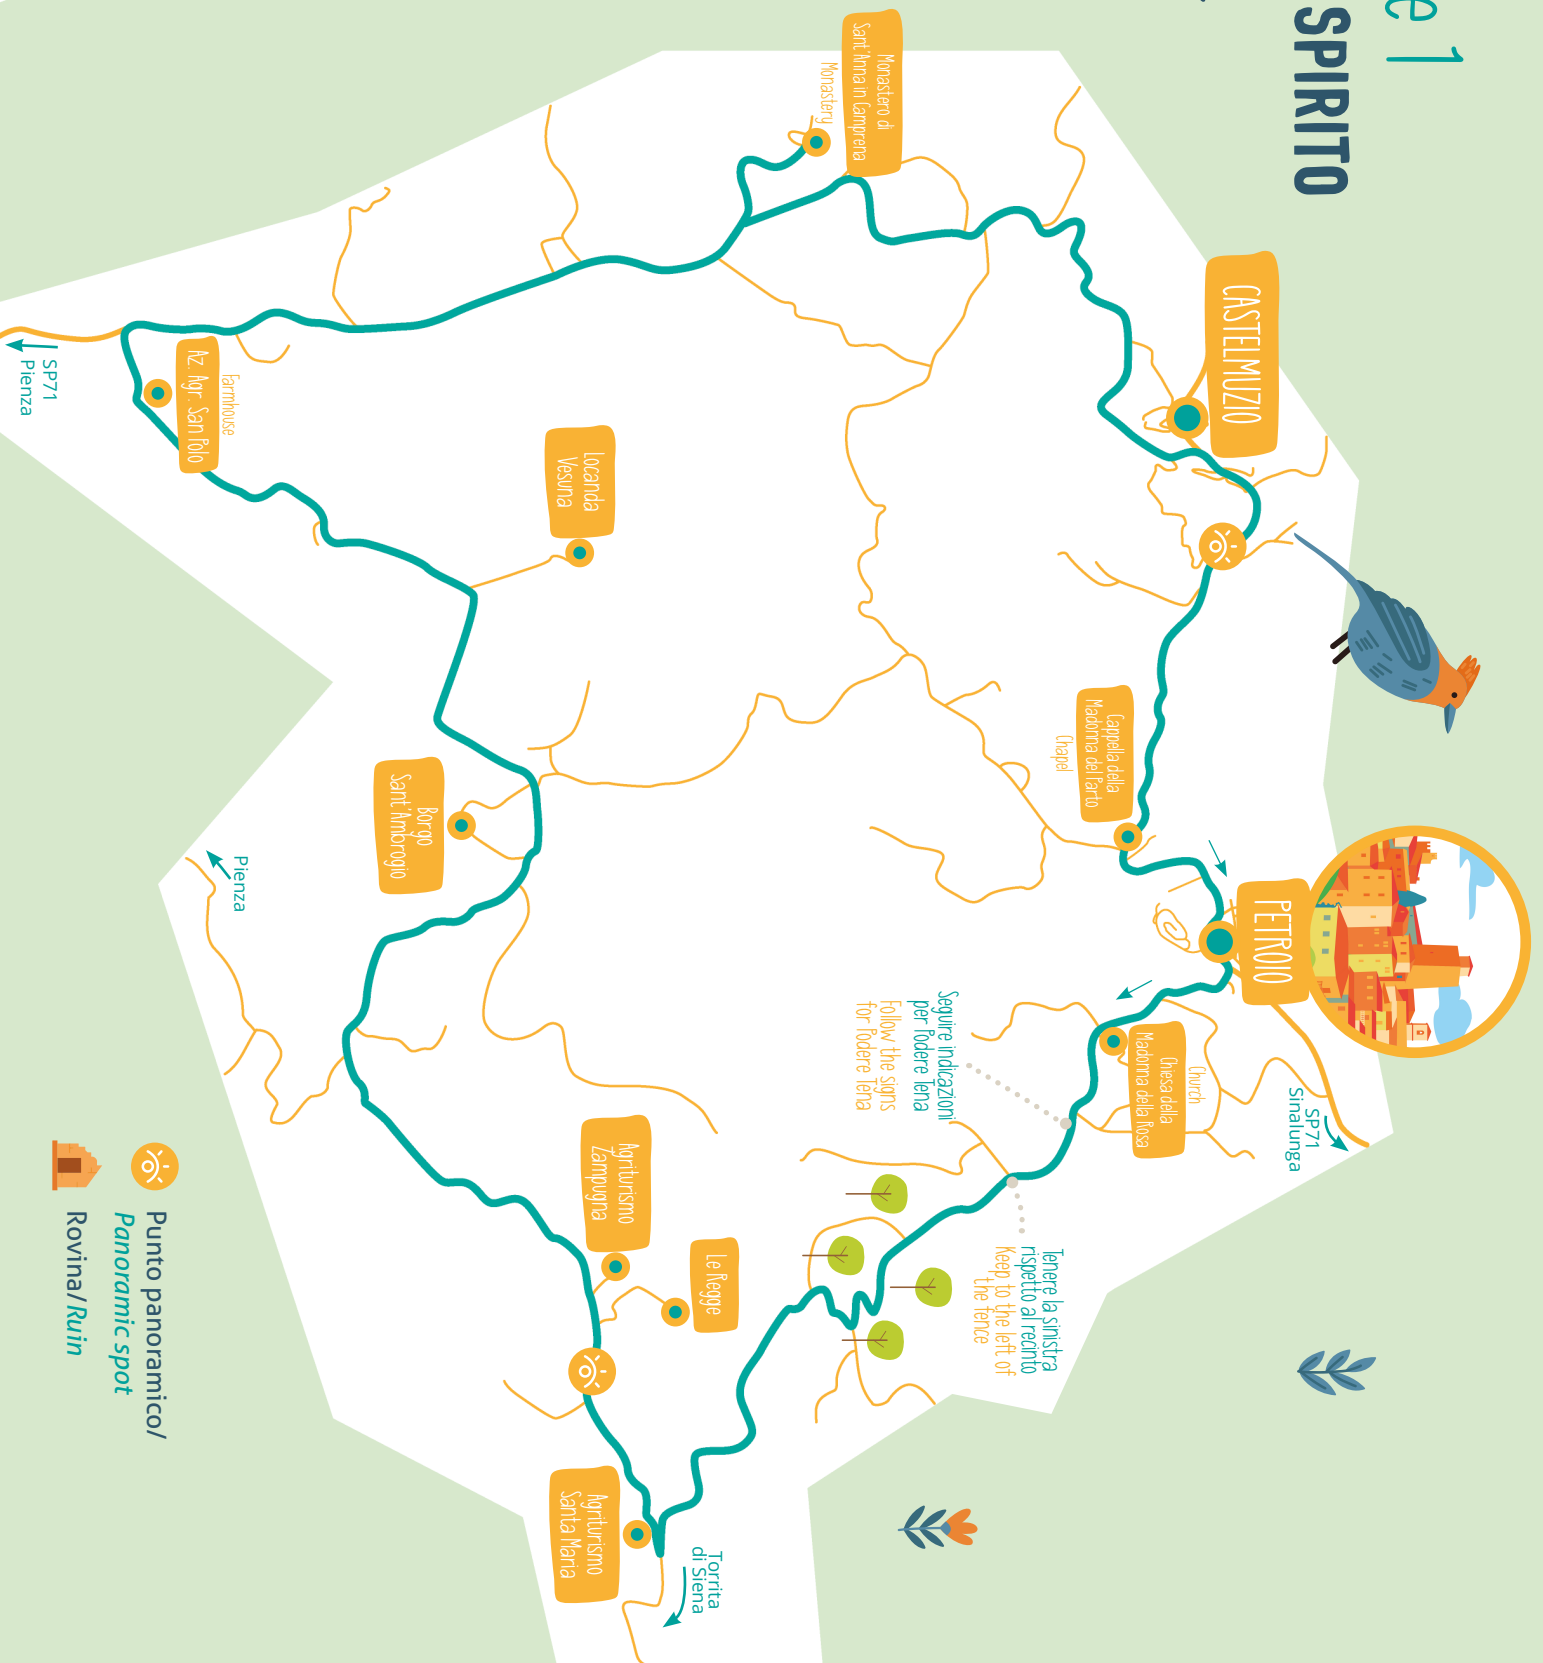 e 1
SPIRITO
CASTELMUZIO
Monastero di
Sant'Anna in Camprena
Monastery
PETROIO
Cappella della
Madonna del Parto
Chapel
SP71
Sinalunga
Church
Chiesa della
Madonna della Rosa
Seguire indicazioni
per Podere Tena
Follow the signs
for Podere Tena
Tenere la sinistra
rispetto al recinto
Keep to the left of
the fence
Locanda
Vesuna
Farmhouse
Az. Agr. San Polo
SP71
Pienza
Borgo
Sant'Ambrogio
Pienza
Le Regge
Agriturismo
Zampugna
Torrita
di Siena
Agriturismo
Santa Maria
Punto panoramico/
Panoramic spot
Rovina/Ruin